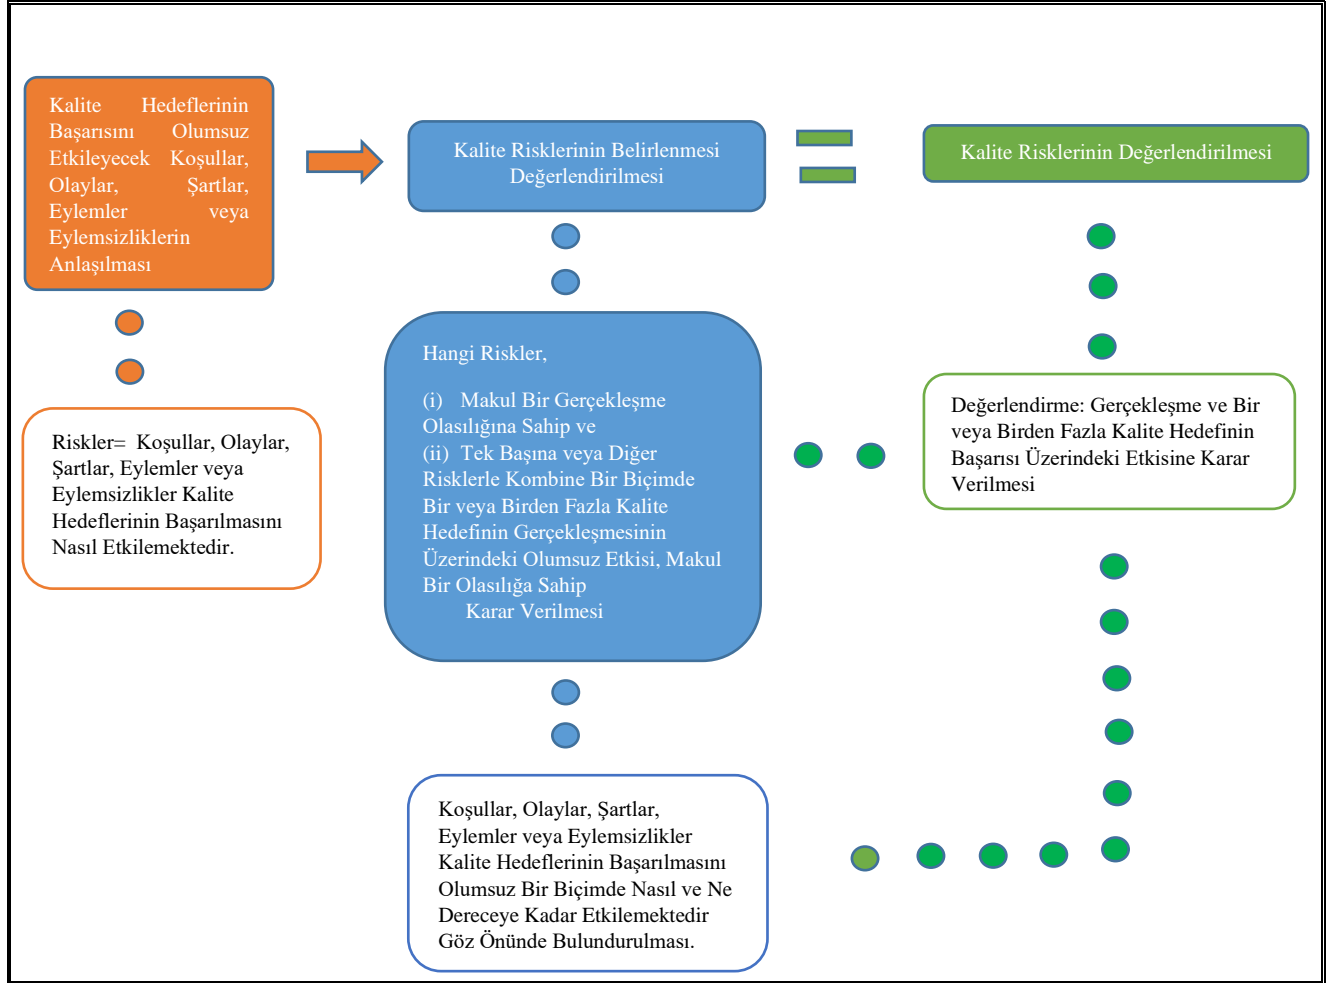 Kalite Hedeflerinin
Başarısını Olumsuz
Etkileyecek Koşullar,
Olaylar, Şartlar,
Eylemler veya
Eylemsizliklerin
Anlaşılması
Kalite Risklerinin Belirlenmesi
Değerlendirilmesi
Kalite Risklerinin Değerlendirilmesi
Riskler= Koşullar, Olaylar,
Şartlar, Eylemler veya
Eylemsizlikler Kalite
Hedeflerinin Başarılmasını
Nasıl Etkilemektedir.
Hangi Riskler,
(i) Makul Bir Gerçekleşme
Olasılığına Sahip ve
(ii) Tek Başına veya Diğer
Risklerle Kombine Bir Biçimde
Bir veya Birden Fazla Kalite
Hedefinin Gerçekleşmesinin
Üzerindeki Olumsuz Etkisi, Makul
Bir Olasılığa Sahip
Karar Verilmesi
Değerlendirme: Gerçekleşme ve Bir
veya Birden Fazla Kalite Hedefinin
Başarısı Üzerindeki Etkisine Karar
Verilmesi
Koşullar, Olaylar, Şartlar,
Eylemler veya Eylemsizlikler
Kalite Hedeflerinin Başarılmasını
Olumsuz Bir Biçimde Nasıl ve Ne
Dereceye Kadar Etkilemektedir
Göz Önünde Bulundurulması.